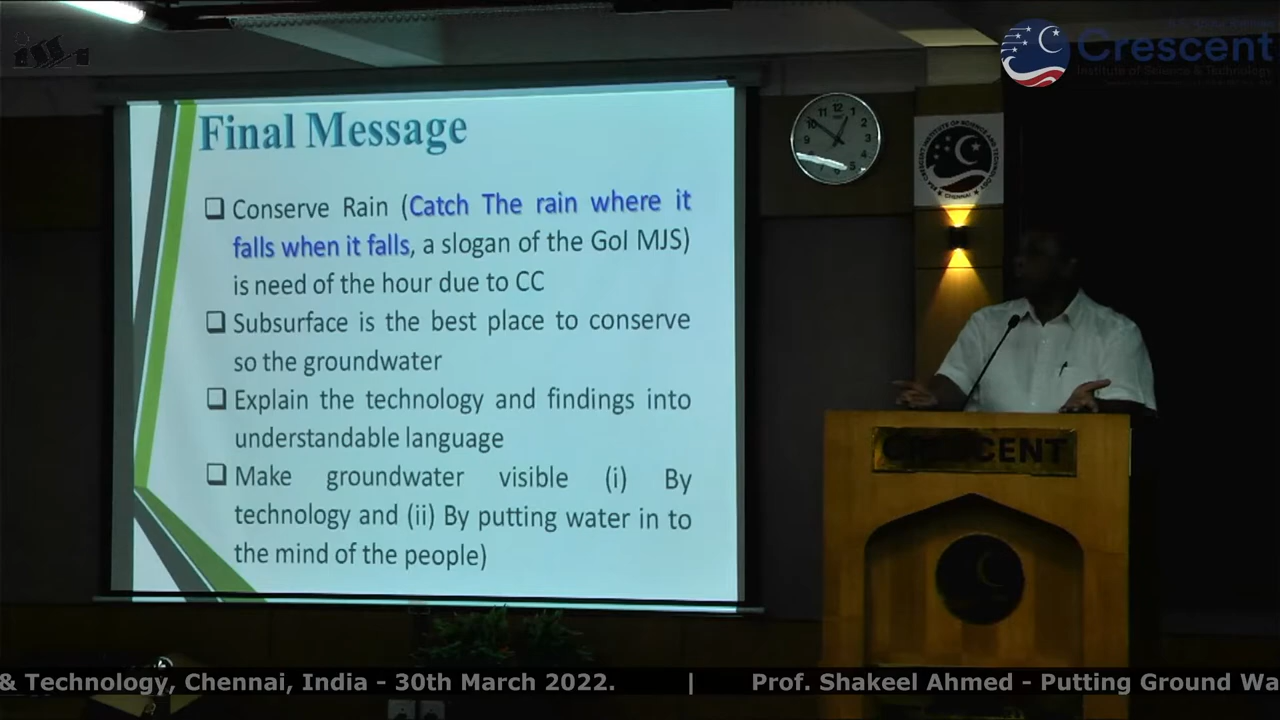 Crescent
Institute of Science & Technology
Final Message
❑ Conserve Rain (Catch The rain where it
falls when it falls, a slogan of the GoI MJS)
is need of the hour due to CC
❑ Subsurface is the best place to conserve
so the groundwater
❑ Explain the technology and findings into
understandable language
❑ Make groundwater visible (i) By
technology and (ii) By putting water in to
the mind of the people)
CRESCENT
& Technology, Chennai, India - 30th March 2022. | Prof. Shakeel Ahmed - Putting Ground Wa